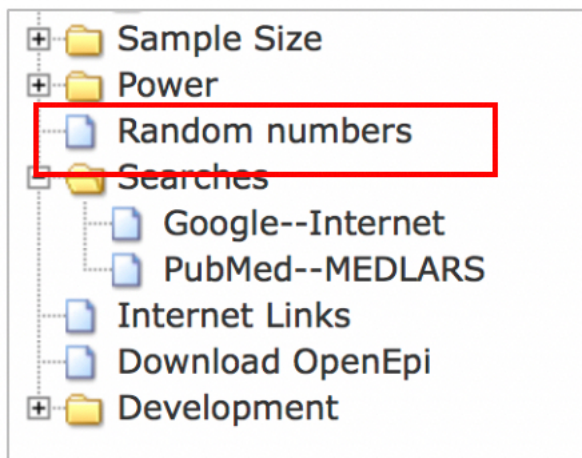 Sample Size
Power
Random numbers
Searches
Google--Internet
PubMed--MEDLARS
Internet Links
Download OpenEpi
Development